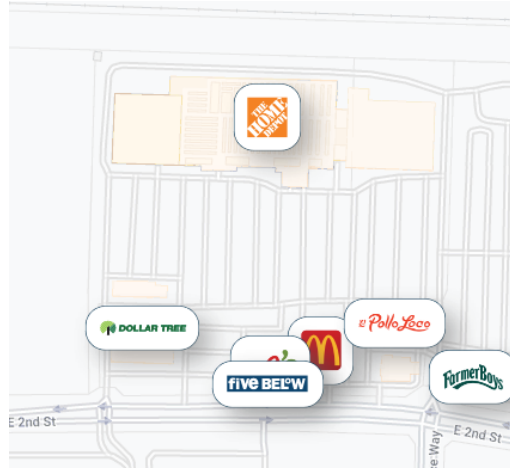 THE
HOME
DEPOT
DOLLAR TREE
El Pollo Loco
five BELOW
FarmerBoys
E 2nd St
E 2nd St
Way